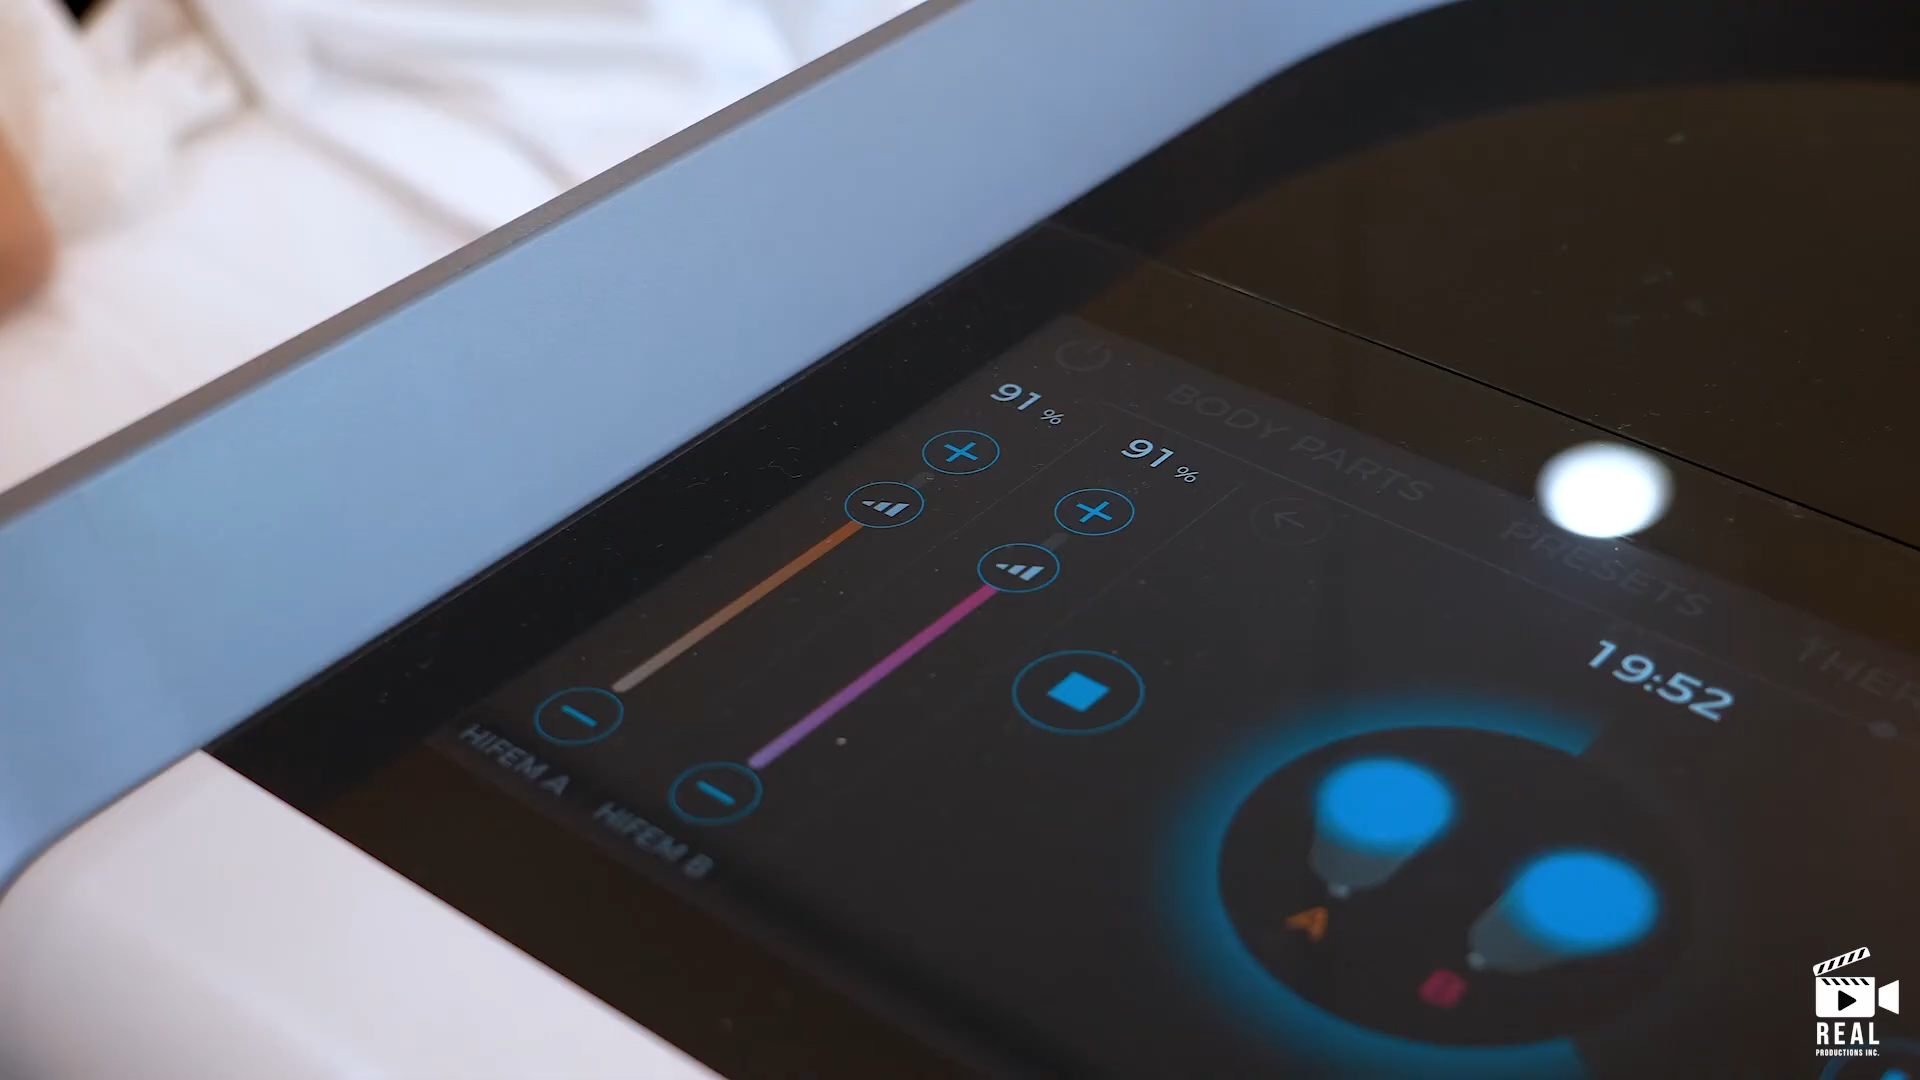 BODY PARTS
PRESETS
91%
91%
19:52
HIFEM A
HIFEM B
A
B
REAL
PRODUCTIONS INC.